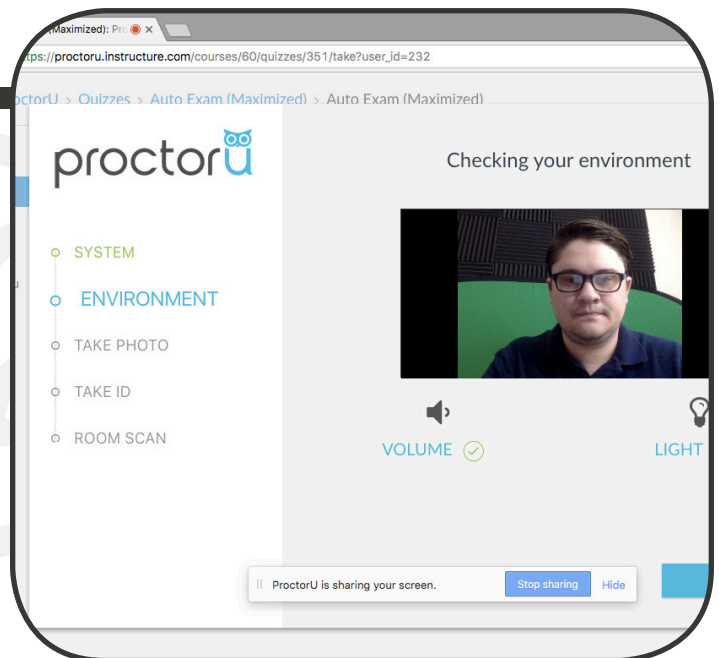 (Maximized): Pro
tps://proctoru.instructure.com/courses/60/quizzes/351/take?user_id=232
octorU > Quizzes > Auto Exam (Maximized) > Auto Exam (Maximized)
proctorU
Checking your environment
SYSTEM
ENVIRONMENT
TAKE PHOTO
TAKE ID
ROOM SCAN
VOLUME
LIGHT
ProctorU is sharing your screen.
Stop sharing
Hide